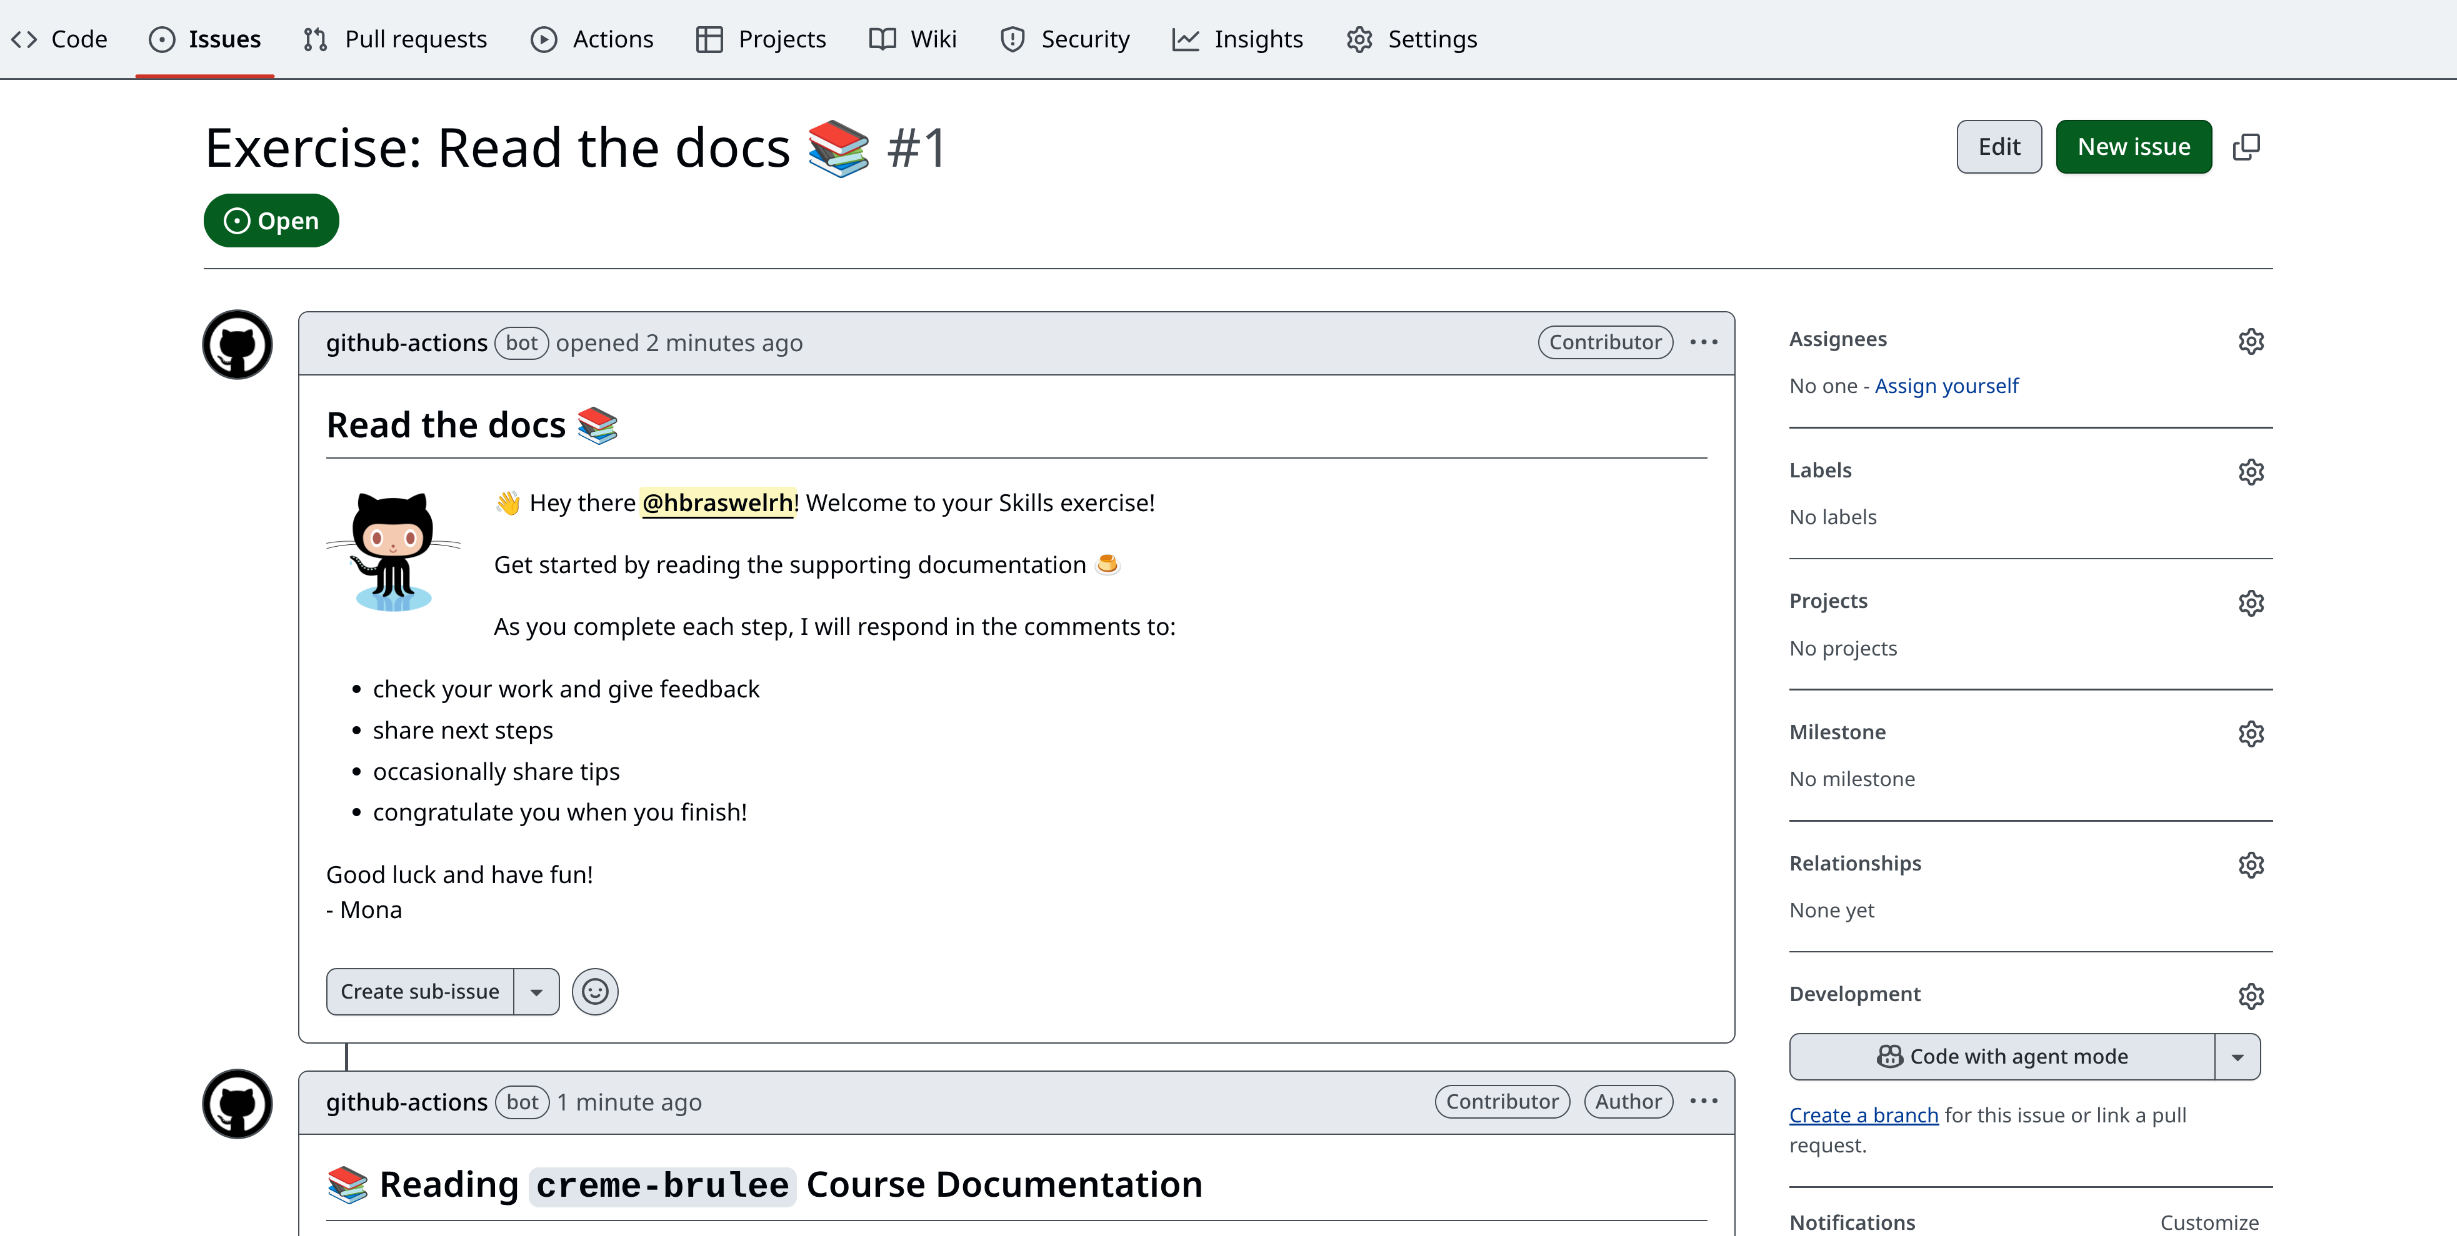 Code Issues Pull requests Actions Projects Wiki Security Insights Settings
Exercise: Read the docs 📚 #1
Edit New issue
Open
github-actions bot opened 2 minutes ago Contributor
Read the docs 📚
👋 Hey there @hbraswelrh! Welcome to your Skills exercise!
Get started by reading the supporting documentation 🍮
As you complete each step, I will respond in the comments to:
• check your work and give feedback
• share next steps
• occasionally share tips
• congratulate you when you finish!
Good luck and have fun!
- Mona
Create sub-issue
github-actions bot 1 minute ago Contributor Author
📚 Reading creme-brulee Course Documentation
Assignees
No one - Assign yourself
Labels
No labels
Projects
No projects
Milestone
No milestone
Relationships
None yet
Development
Code with agent mode
Create a branch for this issue or link a pull
request.
Notifications Customize